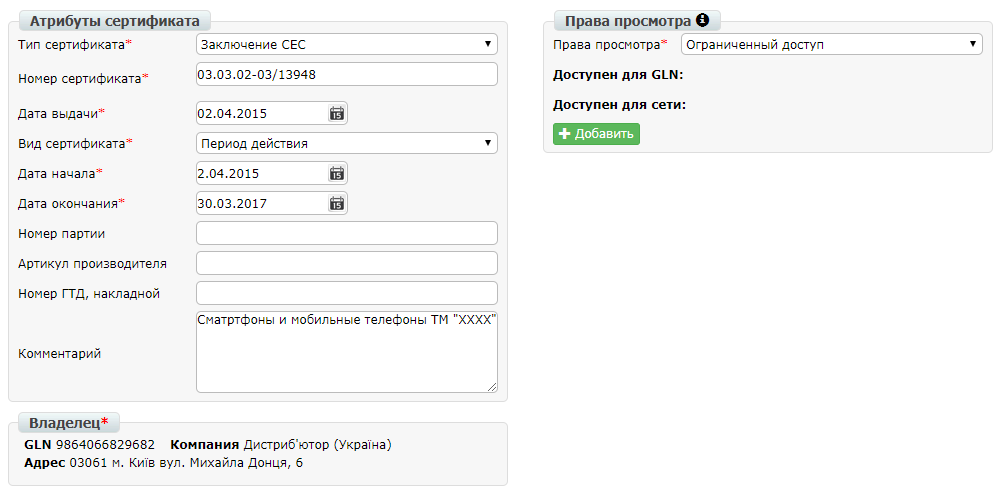 Атрибуты сертификата
Тип сертификата* Заключение СЕС
Номер сертификата* 03.03.02-03/13948
Дата выдачи* 02.04.2015
Вид сертификата* Период действия
Дата начала* 2.04.2015
Дата окончания* 30.03.2017
Номер партии
Артикул производителя
Номер ГТД, накладной
Комментарий Сматртфоны и мобильные телефоны ТМ "XXXX"
Владелец*
GLN 9864066829682 Компания Дистриб'ютор (Україна)
Адрес 03061 м. Київ вул. Михайла Донця, 6
Права просмотра
Права просмотра* Ограниченный доступ
Доступен для GLN:
Доступен для сети:
Добавить